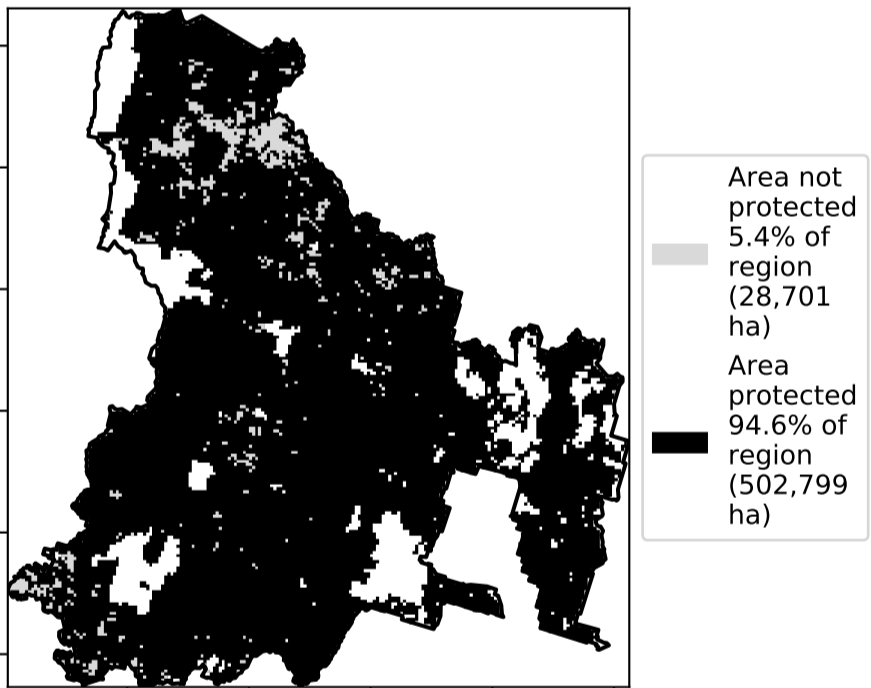 Area not
protected
5.4% of
region
(28,701
ha)
Area
protected
94.6% of
region
(502,799
ha)